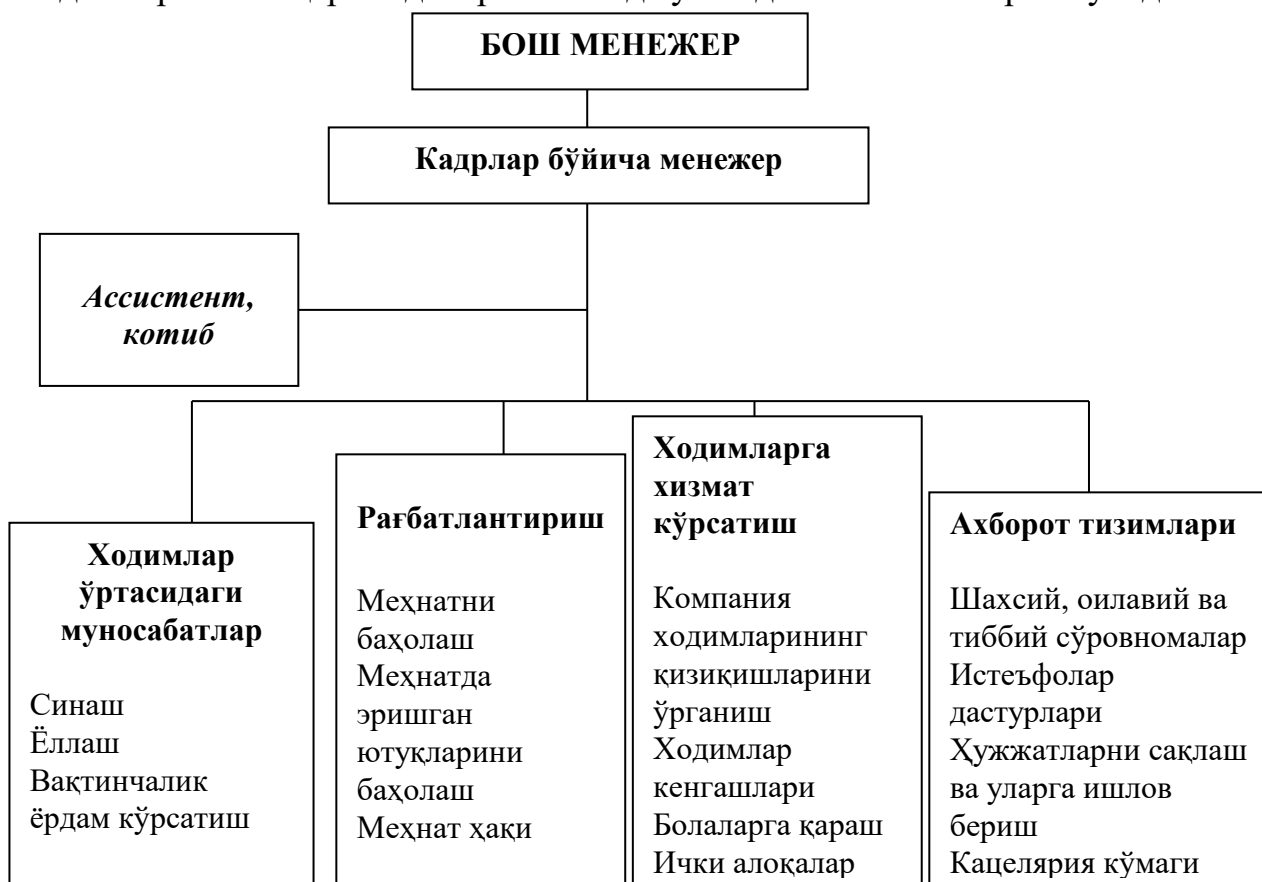 БОШ МЕНЕЖЕР
Кадрлар бўйича менежер
Ассистент,
котиб
Ходимлар
ўртасидаги
муносабатлар
Синаш
Ёллаш
Вақтинчалик
ёрдам кўрсатиш
Рағбатлантириш
Меҳнатни
баҳолаш
Меҳнатда
эришган
ютуқларини
баҳолаш
Меҳнат ҳақи
Ходимларга
хизмат
кўрсатиш
Компания
ходимларининг
қизиқишларини
ўрганиш
Ходимлар
кенгашлари
Болаларга қараш
Ички алоқалар
Ахборот тизимлари
Шахсий, оилавий ва
тиббий сўровномалар
Истеъфолар
дастурлари
Ҳужжатларни сақлаш
ва уларга ишлов
бериш
Кацелярия кўмаги